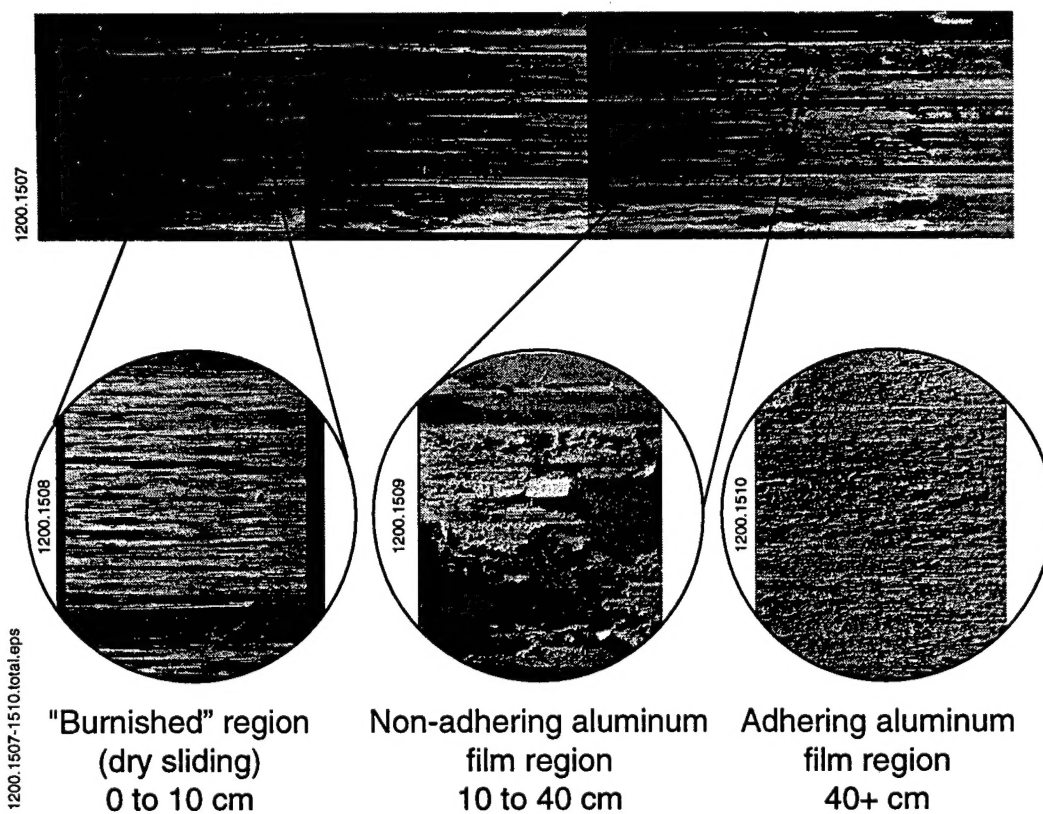 1200.1507
1200.1508
1200.1509
1200.1510
1200.1507-1510.total.eps
"Burnished” region
(dry sliding)
0 to 10 cm
Non-adhering aluminum
film region
10 to 40 cm
Adhering aluminum
film region
40+ cm